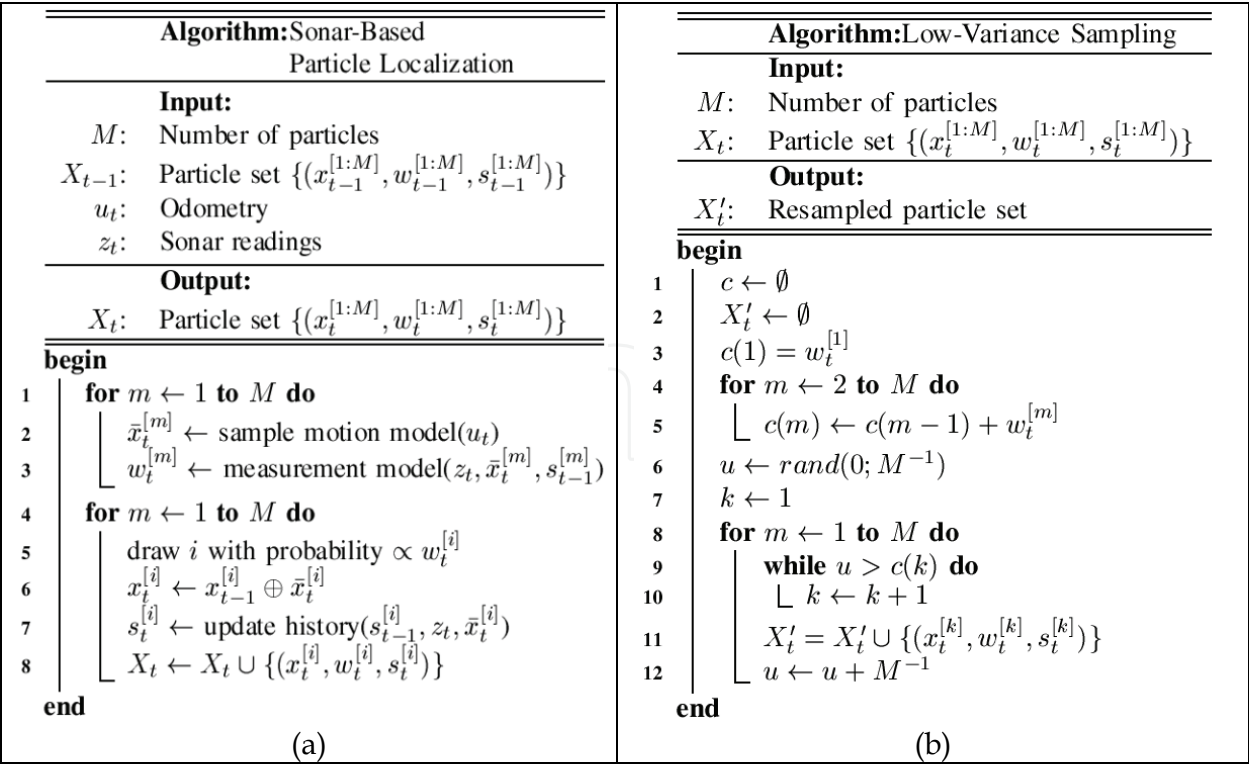 Algorithm:Sonar-Based
Particle Localization
Input:
M: Number of particles
X_{t−1}: Particle set {(x_{t−1}^{[1:M]}, w_{t−1}^{[1:M]}, s_{t−1}^{[1:M]})}
u_t: Odometry
z_t: Sonar readings
Output:
X_t: Particle set {(x_t^{[1:M]}, w_t^{[1:M]}, s_t^{[1:M]})}
begin
1 for m ← 1 to M do
2 x̄_t^{[m]} ← sample motion model(u_t)
3 w_t^{[m]} ← measurement model(z_t, x̄_t^{[m]}, s_{t−1}^{[m]})
4 for m ← 1 to M do
5 draw i with probability ∝ w_t^{[i]}
6 x_t^{[i]} ← x_{t−1}^{[i]} ⊕ x̄_t^{[i]}
7 s_t^{[i]} ← update history(s_{t−1}^{[i]}, z_t, x̄_t^{[i]})
8 X_t ← X_t ∪ {(x_t^{[i]}, w_t^{[i]}, s_t^{[i]})}
end
(a)
Algorithm:Low-Variance Sampling
Input:
M: Number of particles
X_t: Particle set {(x_t^{[1:M]}, w_t^{[1:M]}, s_t^{[1:M]})}
Output:
X′_t: Resampled particle set
begin
1 c ← ∅
2 X′_t ← ∅
3 c(1) = w_t^{[1]}
4 for m ← 2 to M do
5 c(m) ← c(m − 1) + w_t^{[m]}
6 u ← rand(0; M^{−1})
7 k ← 1
8 for m ← 1 to M do
9 while u > c(k) do
10 k ← k + 1
11 X′_t = X′_t ∪ {(x_t^{[k]}, w_t^{[k]}, s_t^{[k]})}
12 u ← u + M^{−1}
end
(b)